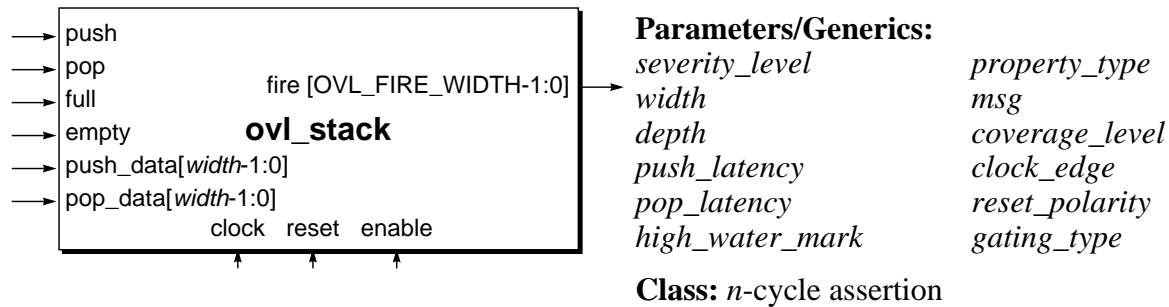 push
pop
full
empty
push_data[width-1:0]
pop_data[width-1:0]
fire [OVL_FIRE_WIDTH-1:0]
ovl_stack
clock reset enable
Parameters/Generics:
severity_level property_type
width msg
depth coverage_level
push_latency clock_edge
pop_latency reset_polarity
high_water_mark gating_type
Class: n-cycle assertion